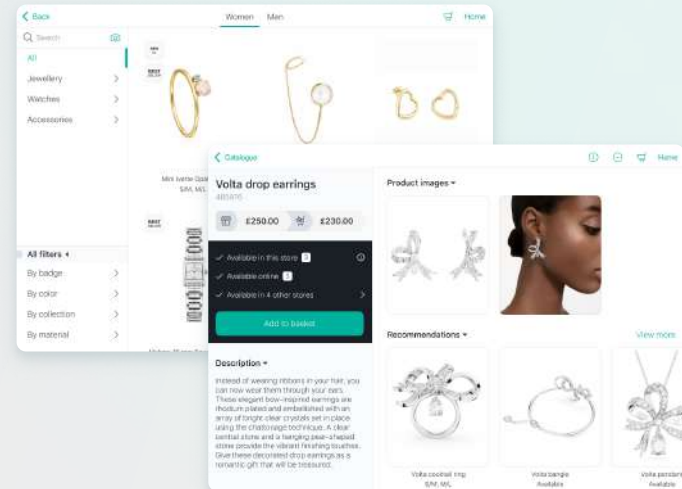 Back
Women Men
Home
Search
All
Jewellery
Watches
Accessories
BEST
S/M, M/L
BEST
All filters
By badge
By color
By collection
By material
Catalogue
Home
Volta drop earrings
£250.00 £230.00
Available in this store
Available online
Available in 4 other stores
Add to basket
Description
Instead of wearing ribbons in your hair, you
can now wear them through your ears.
These elegant bow-inspired earrings are
rhodium plated and embellished with an
array of bright clear crystals set in place
using the chatonage technique. A clear
central stone and a hanging pear-shaped
stone provide the vibrant finishing touches.
Give these decorated drop earrings as a
romantic gift that will be treasured.
Product images
Recommendations
View more
Volta cocktail ring
S/M, M/L
Volta bangle
Available
Volta pendant
Available